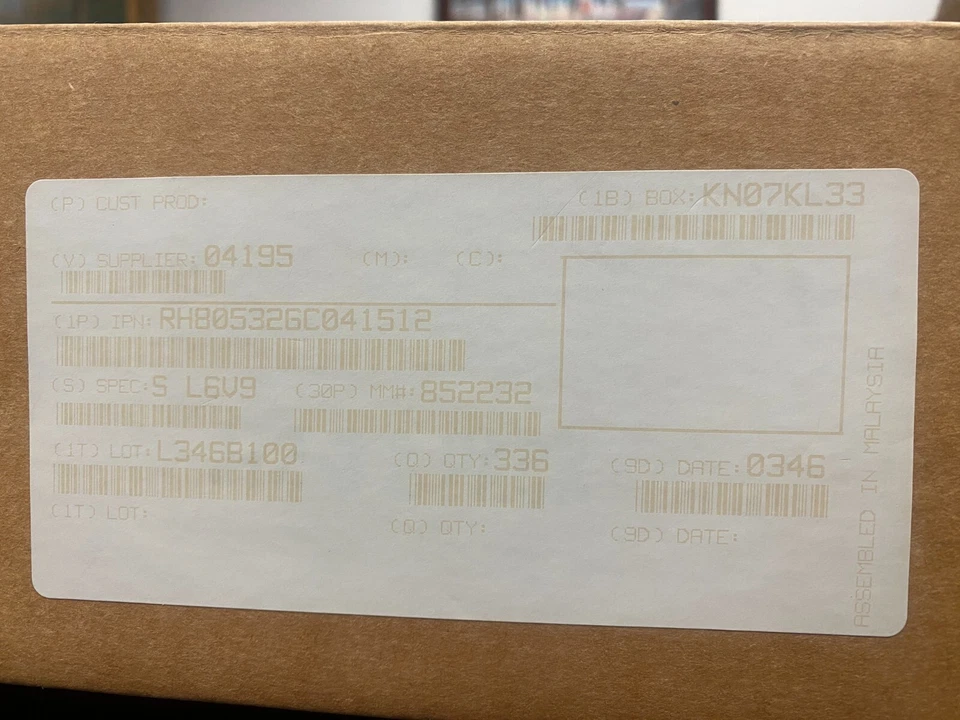 (P) CUST PROD:
(1B) BOX: KN07KL33
(V) SUPPLIER: 04195 (M): (C):
(1P) IPN: RH80532GC041512
(S) SPEC: S L6V9 (30P) MM#: 852232
(1T) LOT: L346B100 (Q) QTY: 336 (9D) DATE: 0346
(1T) LOT: (Q) QTY: (9D) DATE:
ASSEMBLED IN MALAYSIA